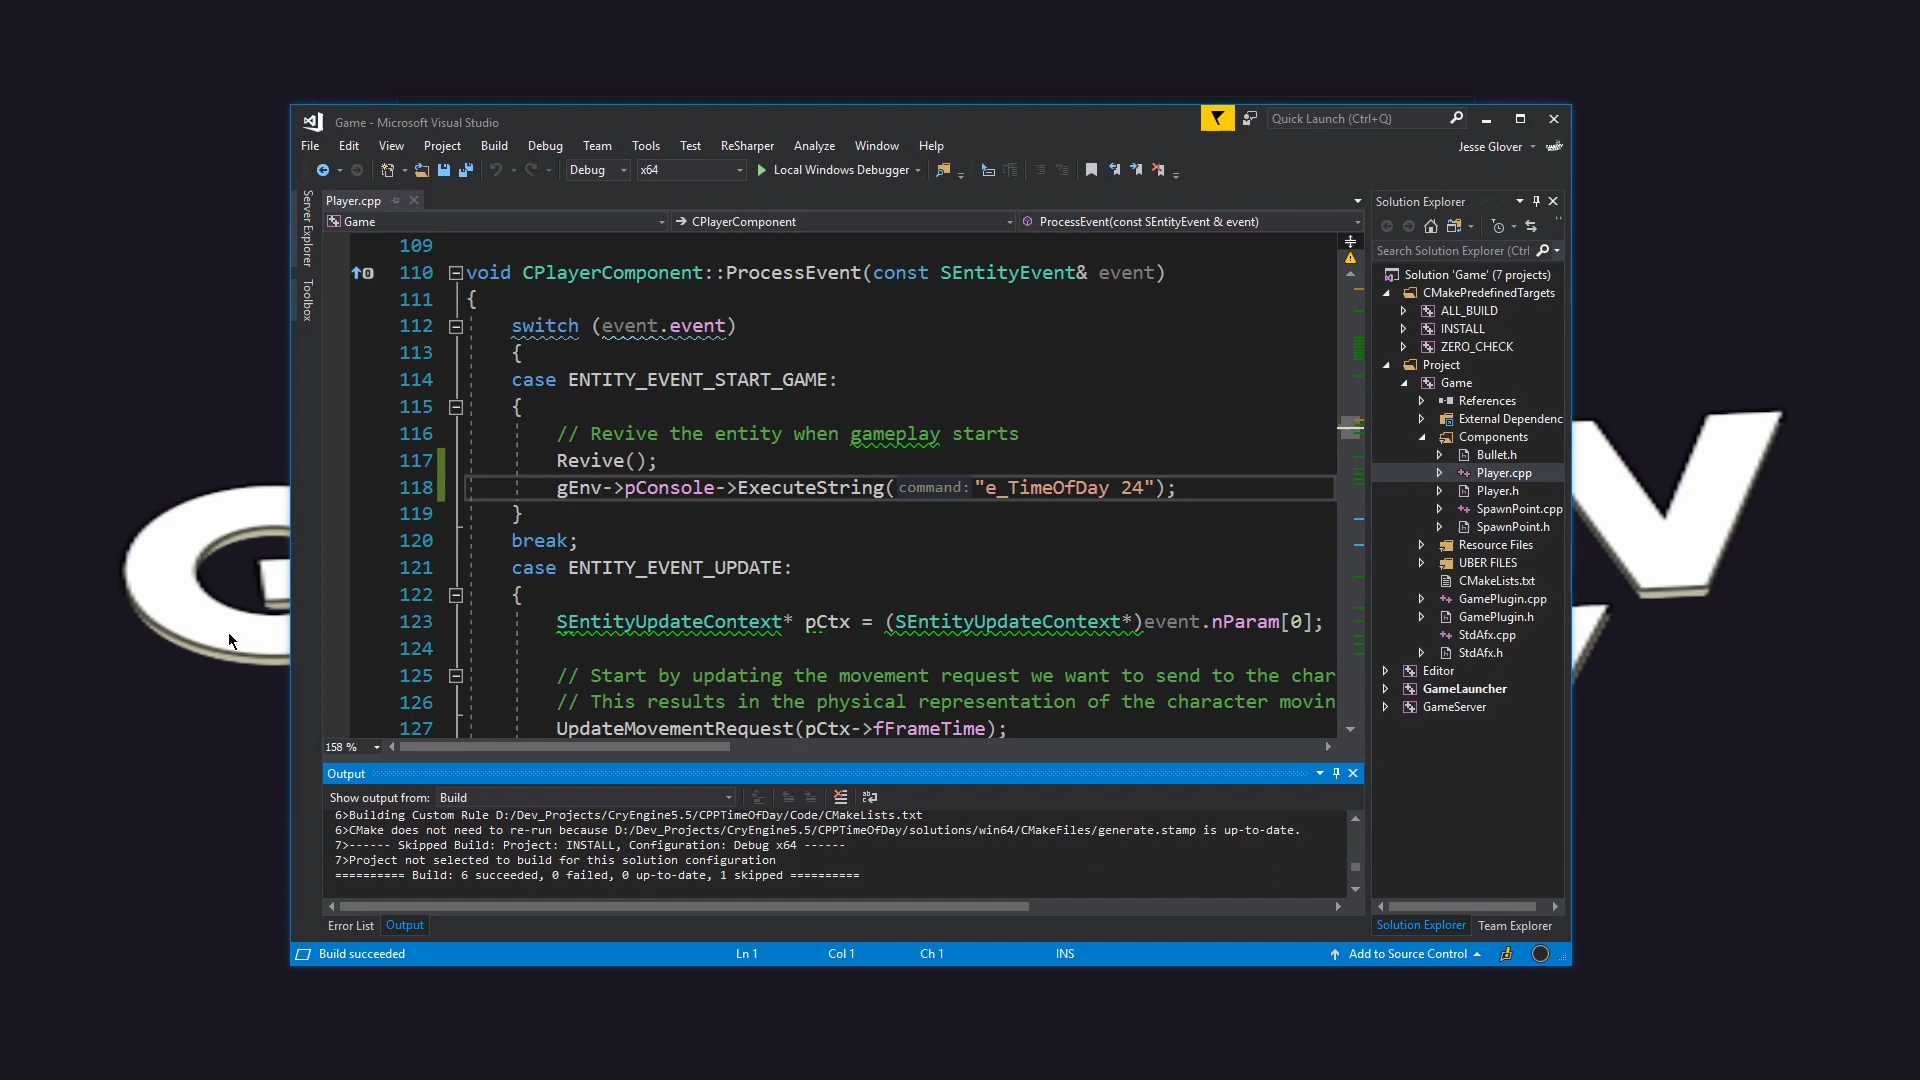 Game - Microsoft Visual Studio
Quick Launch (Ctrl+Q)
File Edit View Project Build Debug Team Tools Test ReSharper Analyze Window Help
Jesse Glover
Debug x64 Local Windows Debugger
Server Explorer
Toolbox
Player.cpp
Game CPlayerComponent ProcessEvent(const SEntityEvent & event)
109
110 void CPlayerComponent::ProcessEvent(const SEntityEvent& event)
111 {
112 switch (event.event)
113 {
114 case ENTITY_EVENT_START_GAME:
115 {
116 // Revive the entity when gameplay starts
117 Revive();
118 gEnv->pConsole->ExecuteString(command: "e_TimeOfDay 24");
119 }
120 break;
121 case ENTITY_EVENT_UPDATE:
122 {
123 SEntityUpdateContext* pCtx = (SEntityUpdateContext*)event.nParam[0];
124
125 // Start by updating the movement request we want to send to the char
126 // This results in the physical representation of the character movin
127 UpdateMovementRequest(pCtx->fFrameTime);
158 %
Output
Show output from: Build
6>Building Custom Rule D:/Dev_Projects/CryEngine5.5/CPPTimeOfDay/Code/CMakeLists.txt
6>CMake does not need to re-run because D:/Dev_Projects/CryEngine5.5/CPPTimeOfDay/solutions/win64/CMakeFiles/generate.stamp is up-to-date.
7>------ Skipped Build: Project: INSTALL, Configuration: Debug x64 ------
7>Project not selected to build for this solution configuration
========== Build: 6 succeeded, 0 failed, 0 up-to-date, 1 skipped ==========
Error List Output
Solution Explorer
Search Solution Explorer (Ctrl
Solution 'Game' (7 projects)
CMakePredefinedTargets
ALL_BUILD
INSTALL
ZERO_CHECK
Project
Game
References
External Dependenc
Components
Bullet.h
Player.cpp
Player.h
SpawnPoint.cpp
SpawnPoint.h
Resource Files
UBER FILES
CMakeLists.txt
GamePlugin.cpp
GamePlugin.h
StdAfx.cpp
StdAfx.h
Editor
GameLauncher
GameServer
Solution Explorer Team Explorer
Build succeeded Ln 1 Col 1 Ch 1 INS Add to Source Control